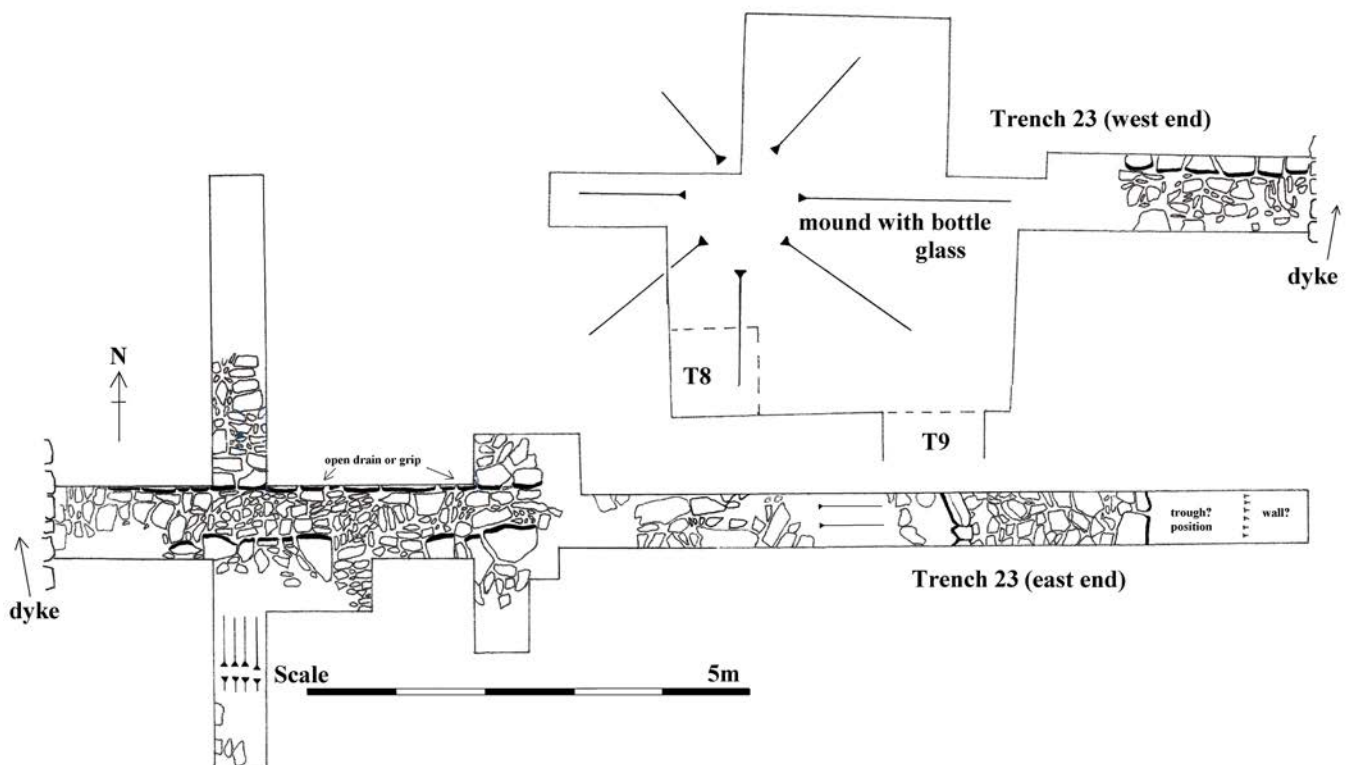 Trench 23 (west end)
mound with bottle
glass
dyke
N
T8
T9
open drain or grip
trough?
position
wall?
Trench 23 (east end)
dyke
Scale
5m